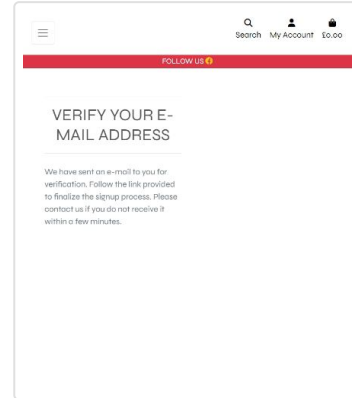 Search My Account £0.00
FOLLOW US
VERIFY YOUR E-
MAIL ADDRESS
We have sent an e-mail to you for
verification. Follow the link provided
to finalize the signup process. Please
contact us if you do not receive it
within a few minutes.